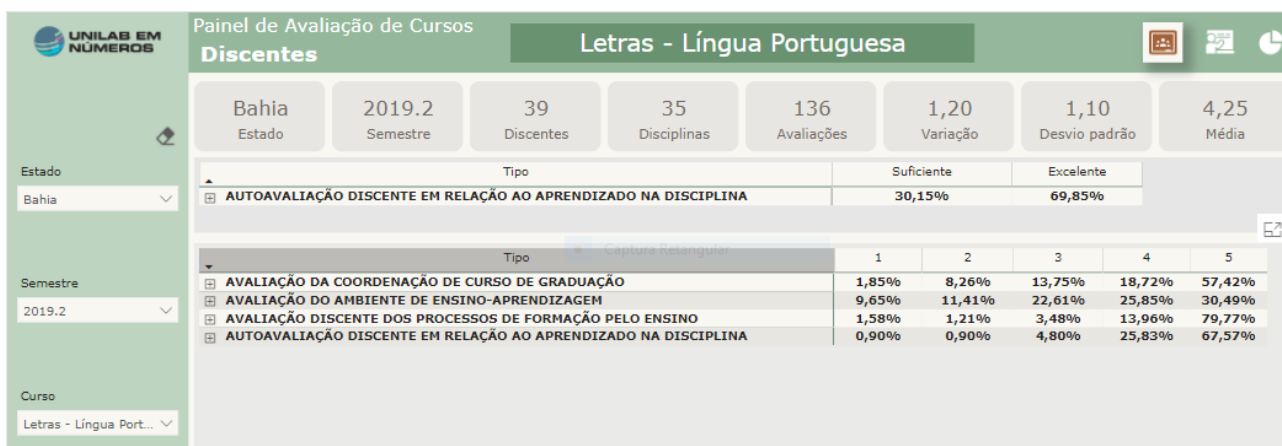 UNILAB EM
NÚMEROS
Painel de Avaliação de Cursos
Discentes
Letras - Língua Portuguesa
Bahia
Estado
2019.2
Semestre
39
Discentes
35
Disciplinas
136
Avaliações
1,20
Variação
1,10
Desvio padrão
4,25
Média
Estado
Bahia
Semestre
2019.2
Curso
Letras - Língua Port...
Tipo Suficiente Excelente
AUTOAVALIAÇÃO DISCENTE EM RELAÇÃO AO APRENDIZADO NA DISCIPLINA 30,15% 69,85%
Captura Retangular
Tipo 1 2 3 4 5
AVALIAÇÃO DA COORDENAÇÃO DE CURSO DE GRADUAÇÃO 1,85% 8,26% 13,75% 18,72% 57,42%
AVALIAÇÃO DO AMBIENTE DE ENSINO-APRENDIZAGEM 9,65% 11,41% 22,61% 25,85% 30,49%
AVALIAÇÃO DISCENTE DOS PROCESSOS DE FORMAÇÃO PELO ENSINO 1,58% 1,21% 3,48% 13,96% 79,77%
AUTOAVALIAÇÃO DISCENTE EM RELAÇÃO AO APRENDIZADO NA DISCIPLINA 0,90% 0,90% 4,80% 25,83% 67,57%